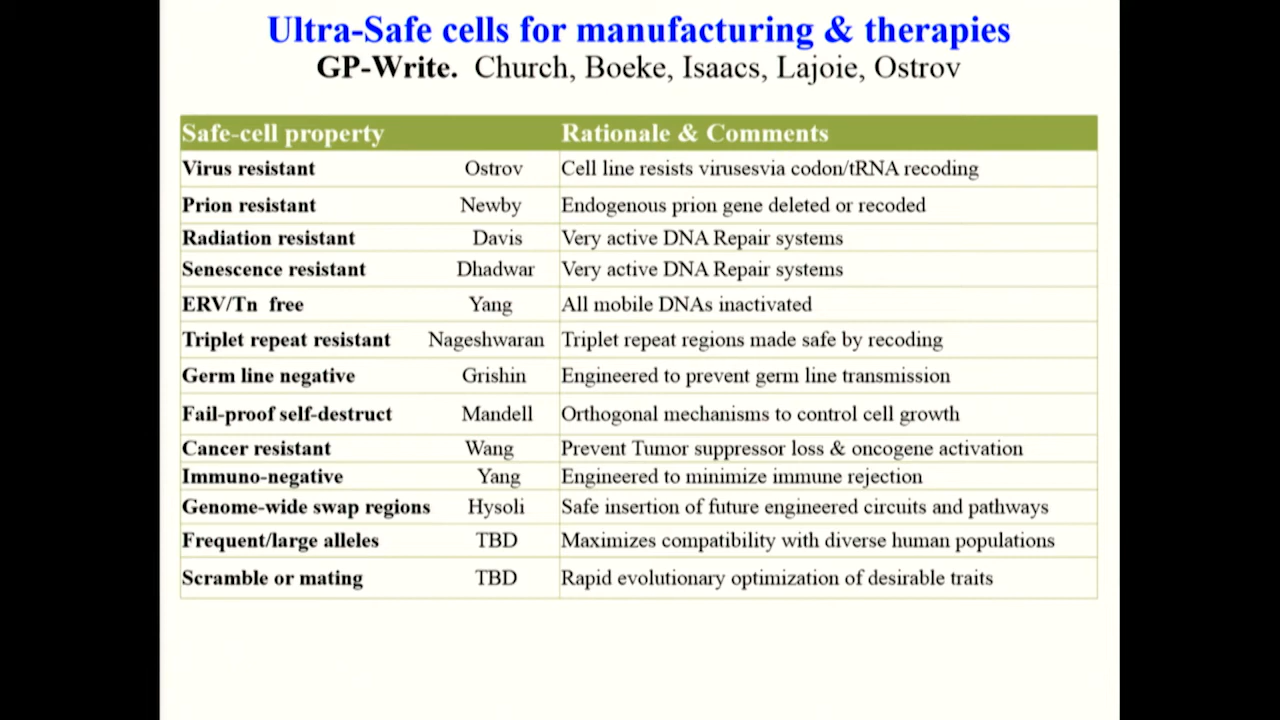 Ultra-Safe cells for manufacturing & therapies
GP-Write. Church, Boeke, Isaacs, Lajoie, Ostrov
Safe-cell property Rationale & Comments
Virus resistant Ostrov Cell line resists virusesvia codon/tRNA recoding
Prion resistant Newby Endogenous prion gene deleted or recoded
Radiation resistant Davis Very active DNA Repair systems
Senescence resistant Dhadwar Very active DNA Repair systems
ERV/Tn free Yang All mobile DNAs inactivated
Triplet repeat resistant Nageshwaran Triplet repeat regions made safe by recoding
Germ line negative Grishin Engineered to prevent germ line transmission
Fail-proof self-destruct Mandell Orthogonal mechanisms to control cell growth
Cancer resistant Wang Prevent Tumor suppressor loss & oncogene activation
Immuno-negative Yang Engineered to minimize immune rejection
Genome-wide swap regions Hysoli Safe insertion of future engineered circuits and pathways
Frequent/large alleles TBD Maximizes compatibility with diverse human populations
Scramble or mating TBD Rapid evolutionary optimization of desirable traits